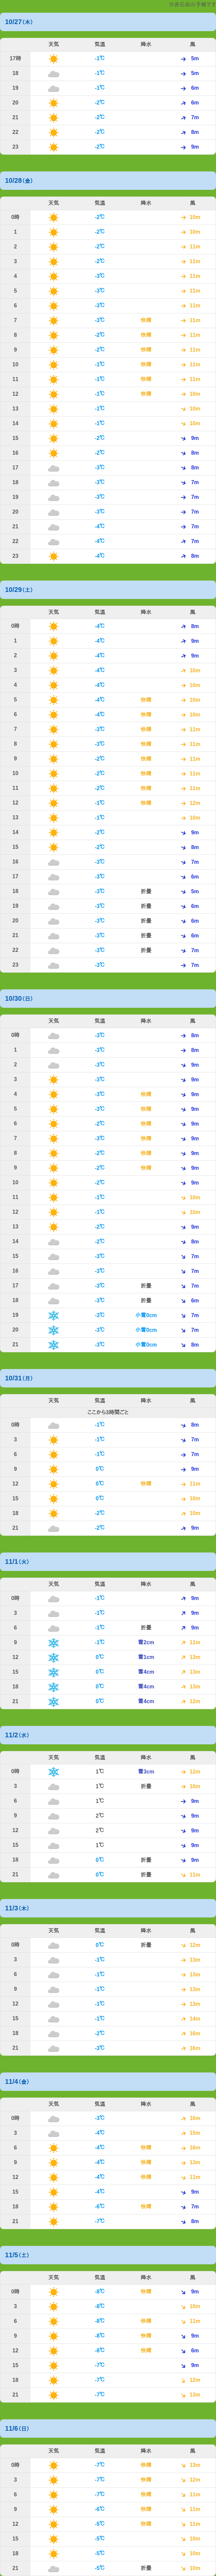 10/27(木)
天気 気温 降水 風
17時 -1℃ 5m
18 -1℃ 5m
19 -1℃ 6m
20 -2℃ 6m
21 -2℃ 7m
22 -2℃ 8m
23 -2℃ 9m
10/28(金)
天気 気温 降水 風
0時 -2℃ 10m
1 -2℃ 10m
2 -2℃ 11m
3 -2℃ 11m
4 -3℃ 11m
5 -3℃ 11m
6 -3℃ 11m
7 -3℃ 快晴 11m
8 -2℃ 快晴 11m
9 -2℃ 快晴 11m
10 -1℃ 快晴 11m
11 -1℃ 快晴 11m
12 -1℃ 快晴 10m
13 -1℃ 10m
14 -1℃ 10m
15 -2℃ 9m
16 -2℃ 8m
17 -3℃ 8m
18 -3℃ 7m
19 -3℃ 7m
20 -3℃ 7m
21 -4℃ 7m
22 -4℃ 7m
23 -4℃ 8m
10/29(土)
天気 気温 降水 風
0時 -4℃ 8m
1 -4℃ 9m
2 -4℃ 9m
3 -4℃ 10m
4 -4℃ 10m
5 -4℃ 快晴 10m
6 -4℃ 快晴 10m
7 -3℃ 快晴 11m
8 -3℃ 快晴 11m
9 -2℃ 快晴 11m
10 -2℃ 快晴 11m
11 -2℃ 快晴 11m
12 -1℃ 快晴 12m
13 -1℃ 10m
14 -2℃ 9m
15 -2℃ 8m
16 -3℃ 7m
17 -3℃ 6m
18 -3℃ 折曇 5m
19 -3℃ 折曇 6m
20 -3℃ 折曇 6m
21 -3℃ 折曇 6m
22 -3℃ 折曇 7m
23 -3℃ 7m
10/30(日)
天気 気温 降水 風
0時 -3℃ 8m
1 -3℃ 8m
2 -3℃ 9m
3 -3℃ 9m
4 -3℃ 快晴 9m
5 -3℃ 快晴 9m
6 -2℃ 快晴 9m
7 -3℃ 快晴 9m
8 -2℃ 快晴 9m
9 -2℃ 快晴 9m
10 -2℃ 9m
11 -1℃ 10m
12 -1℃ 10m
13 -2℃ 9m
14 -2℃ 8m
15 -3℃ 7m
16 -3℃ 7m
17 -3℃ 折曇 7m
18 -3℃ 折曇 6m
19 -3℃ 小雪0cm 7m
20 -3℃ 小雪0cm 7m
21 -3℃ 小雪0cm 8m
10/31(月)
天気 気温 降水 風
ここから3時間ごと
0時 -1℃ 8m
3 -1℃ 7m
6 -1℃ 7m
9 0℃ 9m
12 0℃ 快晴 11m
15 0℃ 10m
18 -2℃ 10m
21 -2℃ 9m
11/1(火)
天気 気温 降水 風
0時 -1℃ 9m
3 -1℃ 9m
6 -1℃ 折曇 9m
9 -1℃ 雪2cm 11m
12 0℃ 雪1cm 13m
15 0℃ 雪4cm 13m
18 0℃ 雪4cm 13m
21 0℃ 雪4cm 12m
11/2(水)
天気 気温 降水 風
0時 1℃ 雪3cm 12m
3 1℃ 折曇 10m
6 1℃ 9m
9 2℃ 9m
12 2℃ 9m
15 1℃ 9m
18 0℃ 折曇 9m
21 0℃ 折曇 11m
11/3(木)
天気 気温 降水 風
0時 0℃ 折曇 12m
3 -1℃ 13m
6 -1℃ 13m
9 -1℃ 13m
12 -1℃ 13m
15 -1℃ 14m
18 -2℃ 16m
21 -3℃ 16m
11/4(金)
天気 気温 降水 風
0時 -3℃ 16m
3 -4℃ 15m
6 -4℃ 快晴 16m
9 -4℃ 快晴 13m
12 -4℃ 快晴 11m
15 -4℃ 9m
18 -6℃ 快晴 7m
21 -7℃ 8m
11/5(土)
天気 気温 降水 風
0時 -8℃ 快晴 9m
3 -8℃ 10m
6 -8℃ 快晴 11m
9 -8℃ 快晴 9m
12 -8℃ 快晴 6m
15 -7℃ 9m
18 -7℃ 12m
21 -7℃ 13m
11/6(日)
天気 気温 降水 風
0時 -7℃ 快晴 13m
3 -7℃ 快晴 12m
6 -7℃ 快晴 11m
9 -6℃ 快晴 11m
12 -5℃ 快晴 11m
15 -5℃ 10m
18 -5℃ 10m
21 -5℃ 折曇 10m